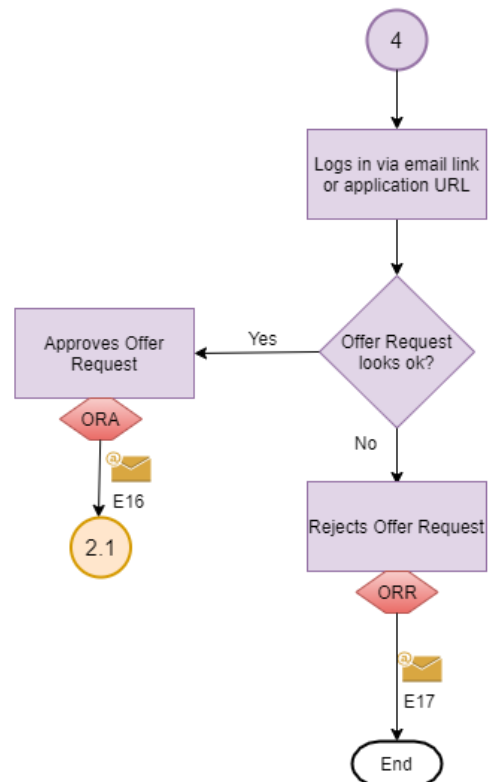 4
Logs in via email link
or application URL
Offer Request
looks ok?
Yes
Approves Offer
Request
ORA
@
E16
2.1
No
Rejects Offer Request
ORR
@
E17
End